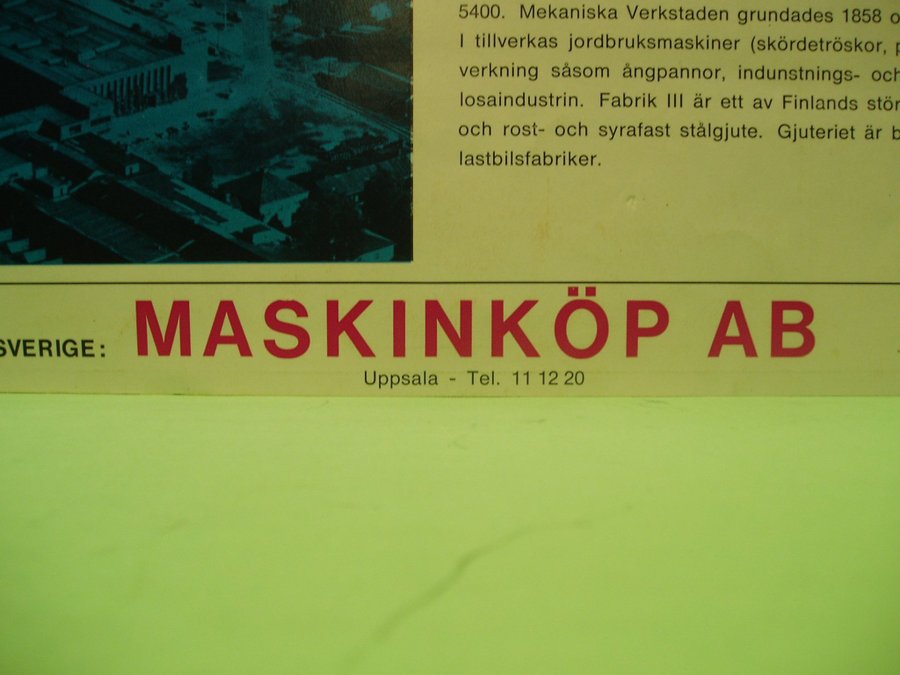 5400. Mekaniska Verkstaden grundades 1858
I tillverkas jordbruksmaskiner (skördetröskor,
verkning såsom ångpannor, indunstnings- och
losaindustrin. Fabrik III är ett av Finlands
och rost- och syrafast stålgjute. Gjuteriet är
lastbilsfabriker.
SVERIGE: MASKINKÖP AB
Uppsala - Tel. 11 12 20